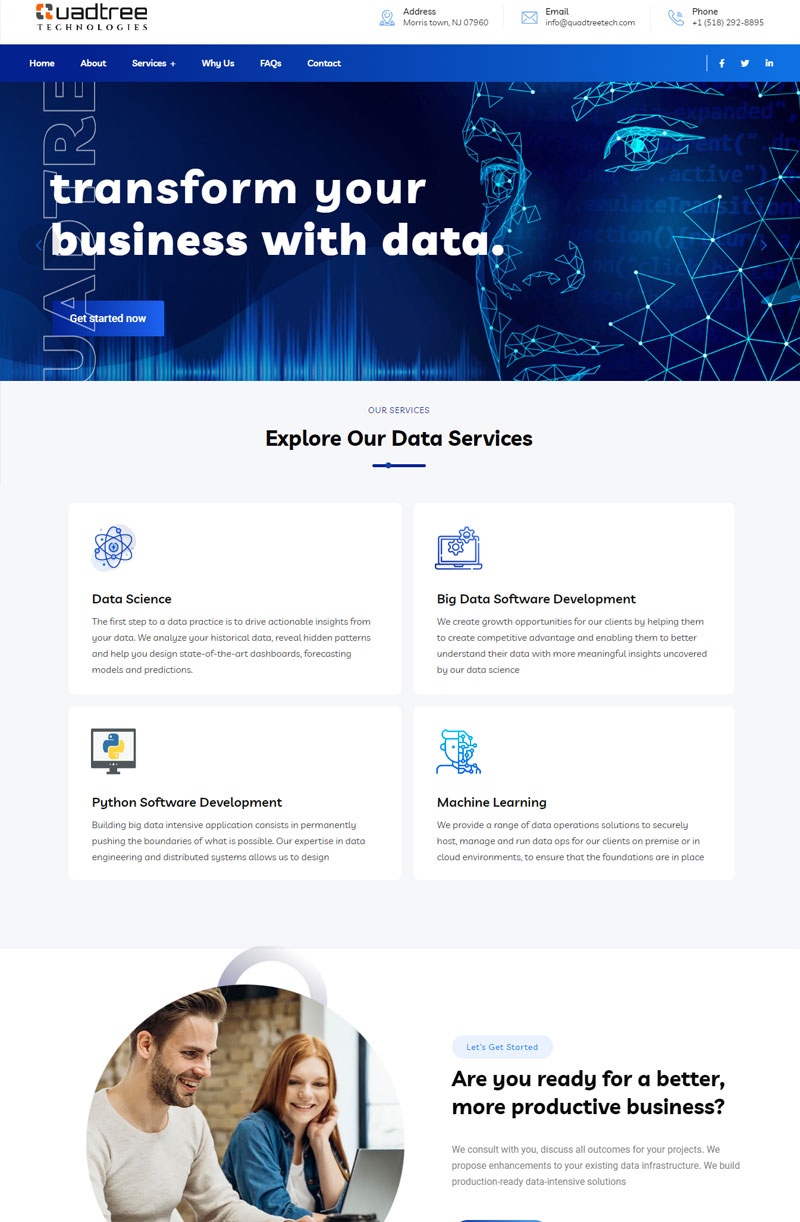 Quadtree
TECHNOLOGIES
Address
Morris town, NJ 07960
Email
info@quadtreetech.com
Phone
+1 (518) 292-8895
Home
About
Services +
Why Us
FAQs
Contact
UADTRE
transform your
business with data.
Get started now
OUR SERVICES
Explore Our Data Services
Data Science
The first step to a data practice is to drive actionable insights from
your data. We analyze your historical data, reveal hidden patterns
and help you design state-of-the-art dashboards, forecasting
models and predictions.
Big Data Software Development
We create growth opportunities for our clients by helping them
to create competitive advantage and enabling them to better
understand their data with more meaningful insights uncovered
by our data science
Python Software Development
Building big data intensive application consists in permanently
pushing the boundaries of what is possible. Our expertise in data
engineering and distributed systems allows us to design
Machine Learning
We provide a range of data operations solutions to securely
host, manage and run data ops for our clients on premise or in
cloud environments, to ensure that the foundations are in place
Let's Get Started
Are you ready for a better,
more productive business?
We consult with you, discuss all outcomes for your projects. We
propose enhancements to your existing data infrastructure. We build
production-ready data-intensive solutions